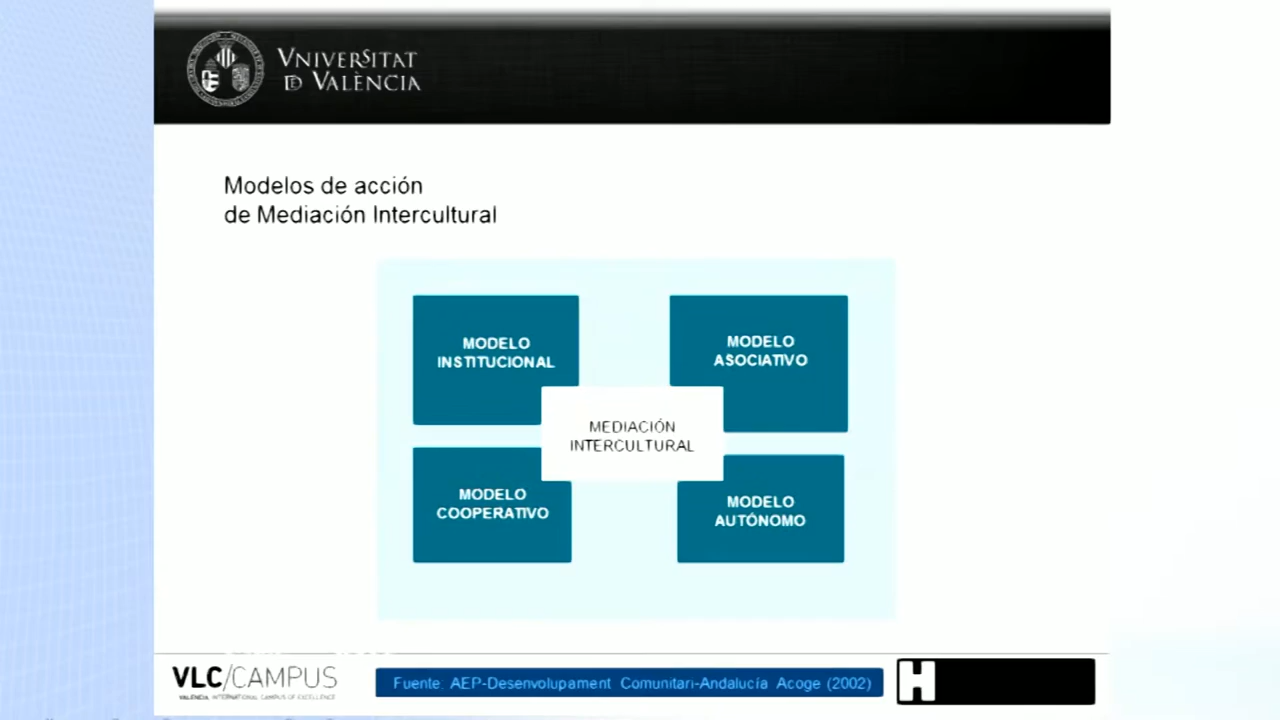 VNIVERSITAT
DE VALÈNCIA
Modelos de acción
de Mediación Intercultural
MODELO
INSTITUCIONAL
MODELO
ASOCIATIVO
MEDIACIÓN
INTERCULTURAL
MODELO
COOPERATIVO
MODELO
AUTÓNOMO
VLC/CAMPUS
VALENCIA, INTERNATIONAL CAMPUS OF EXCELLENCE
Fuente: AEP-Desenvolupament Comunitari-Andalucía Acoge (2002)
H